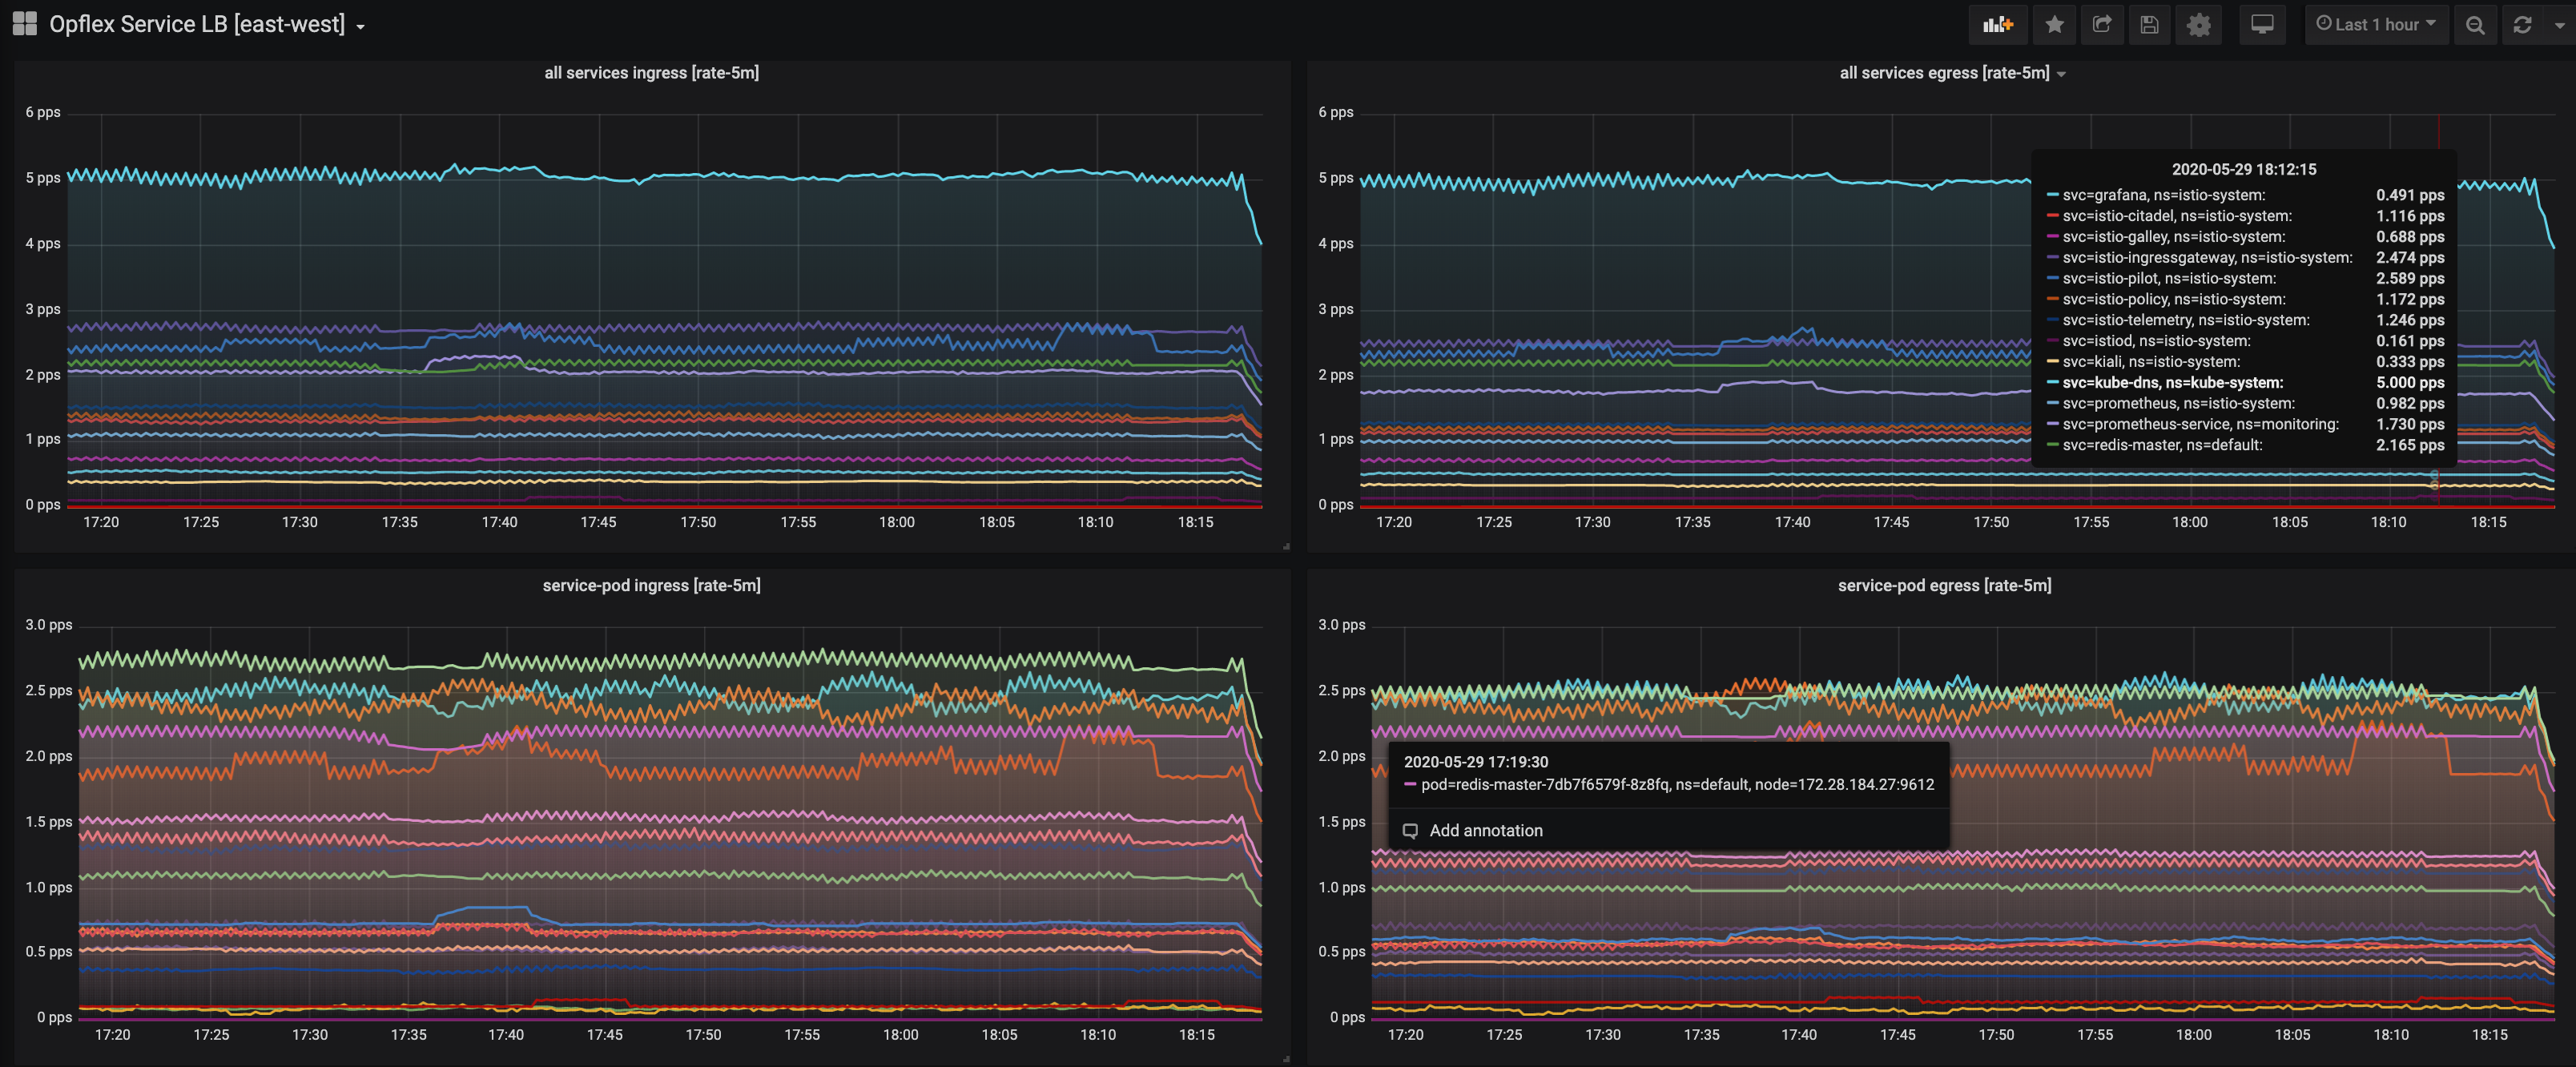 Opflex Service LB [east-west]
Last 1 hour
all services ingress [rate-5m]
6 pps
5 pps
4 pps
3 pps
2 pps
1 pps
0 pps
17:20 17:25 17:30 17:35 17:40 17:45 17:50 17:55 18:00 18:05 18:10 18:15
all services egress [rate-5m]
6 pps
5 pps
4 pps
3 pps
2 pps
1 pps
0 pps
17:20 17:25 17:30 17:35 17:40 17:45 17:50 17:55 18:00 18:05 18:10 18:15
2020-05-29 18:12:15
svc=grafana, ns=istio-system: 0.491 pps
svc=istio-citadel, ns=istio-system: 1.116 pps
svc=istio-galley, ns=istio-system: 0.688 pps
svc=istio-ingressgateway, ns=istio-system: 2.474 pps
svc=istio-pilot, ns=istio-system: 2.589 pps
svc=istio-policy, ns=istio-system: 1.172 pps
svc=istio-telemetry, ns=istio-system: 1.246 pps
svc=istiod, ns=istio-system: 0.161 pps
svc=kiali, ns=istio-system: 0.333 pps
svc=kube-dns, ns=kube-system: 5.000 pps
svc=prometheus, ns=istio-system: 0.982 pps
svc=prometheus-service, ns=monitoring: 1.730 pps
svc=redis-master, ns=default: 2.165 pps
service-pod ingress [rate-5m]
3.0 pps
2.5 pps
2.0 pps
1.5 pps
1.0 pps
0.5 pps
0 pps
17:20 17:25 17:30 17:35 17:40 17:45 17:50 17:55 18:00 18:05 18:10 18:15
service-pod egress [rate-5m]
3.0 pps
2.5 pps
2.0 pps
1.5 pps
1.0 pps
0.5 pps
0 pps
17:20 17:25 17:30 17:35 17:40 17:45 17:50 17:55 18:00 18:05 18:10 18:15
2020-05-29 17:19:30
pod=redis-master-7db7f6579f-8z8fq, ns=default, node=172.28.184.27:9612
Add annotation